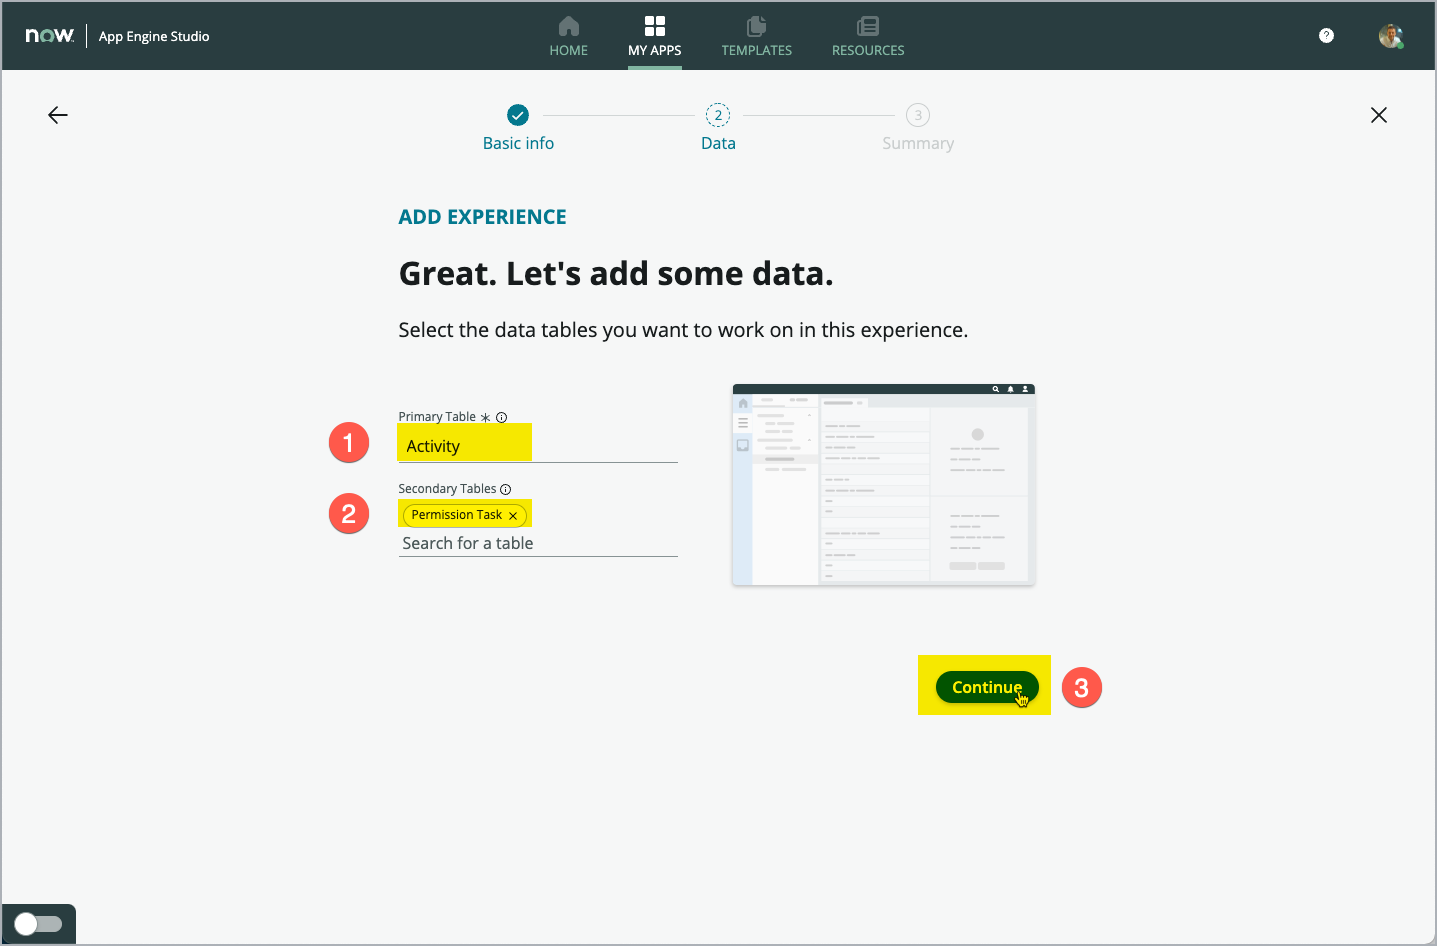 now.
App Engine Studio
HOME
MY APPS
TEMPLATES
RESOURCES
?
2
3
Basic info
Data
Summary
ADD EXPERIENCE
Great. Let's add some data.
Select the data tables you want to work on in this experience.
Primary Table *
1
Activity
Secondary Tables
2
Permission Task ×
Search for a table
Continue
3